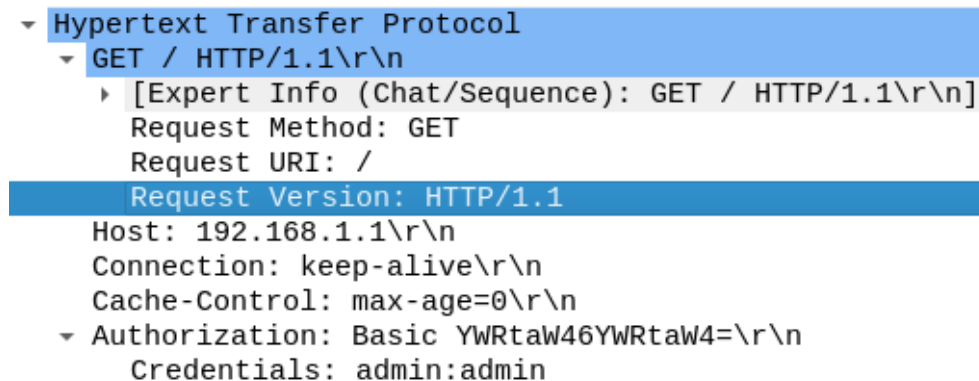 Hypertext Transfer Protocol
GET / HTTP/1.1\r\n
[Expert Info (Chat/Sequence): GET / HTTP/1.1\r\n]
Request Method: GET
Request URI: /
Request Version: HTTP/1.1
Host: 192.168.1.1\r\n
Connection: keep-alive\r\n
Cache-Control: max-age=0\r\n
Authorization: Basic YWRtaW46YWRtaW4=\r\n
Credentials: admin:admin